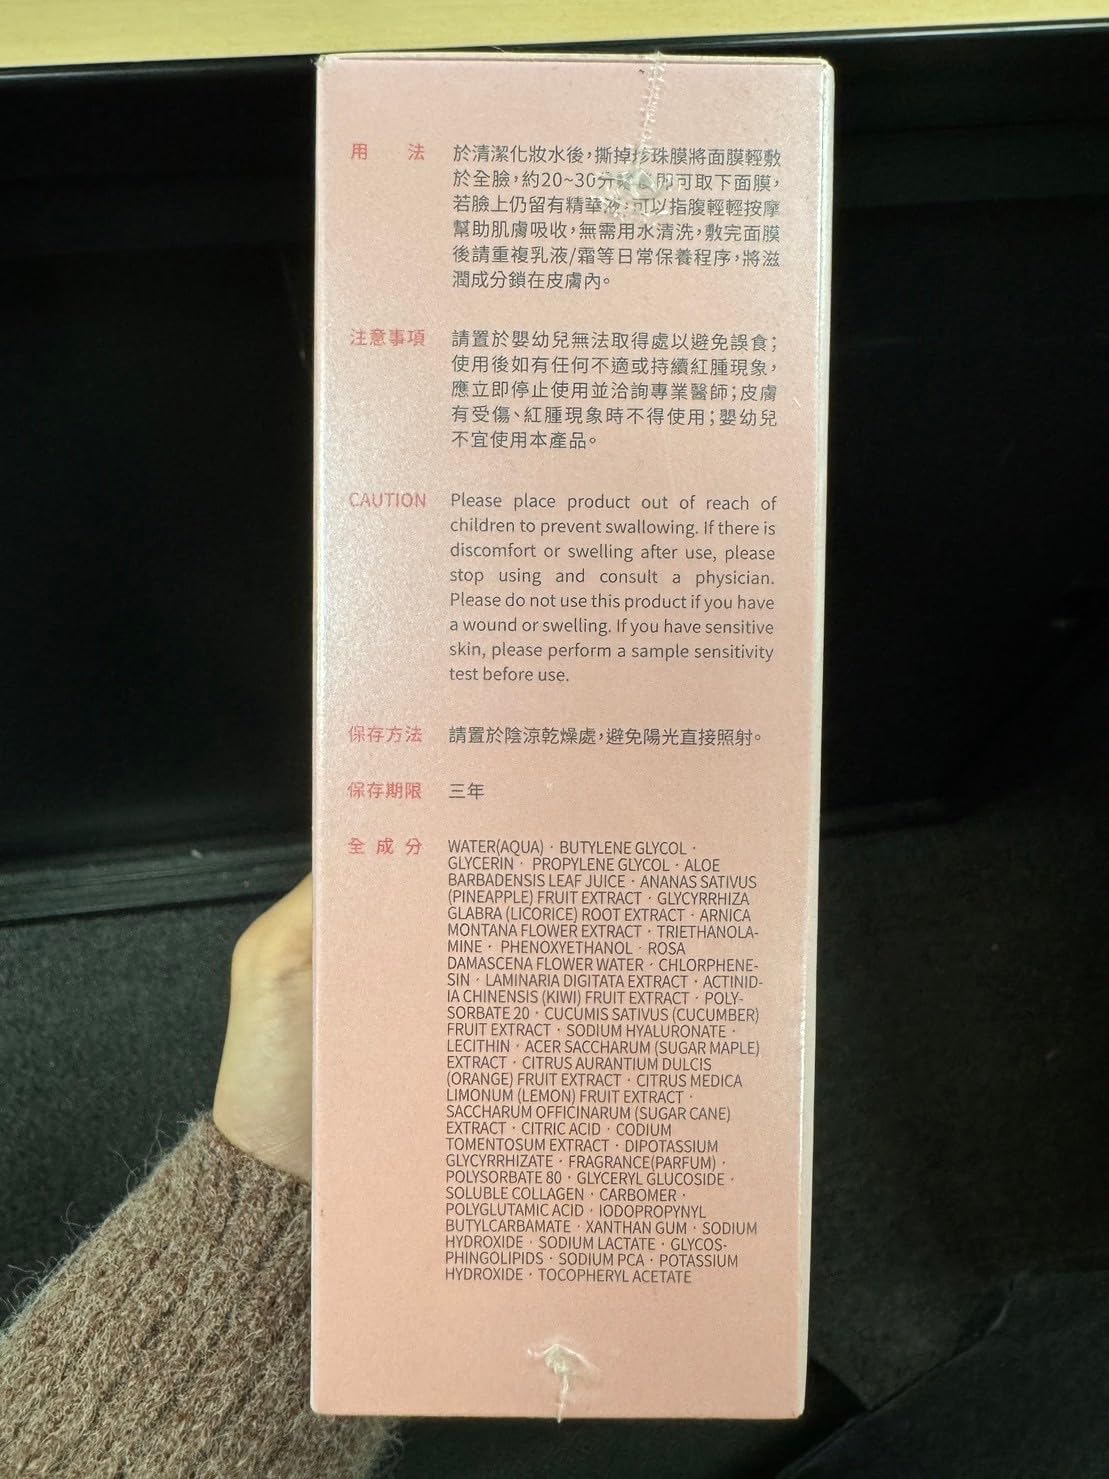 用 法 於清潔化妝水後，撕掉珍珠膜將面膜輕敷
於全臉，約20~30分 即可取下面膜，
若臉上仍留有精華液，可以指腹輕輕按摩
幫助肌膚吸收，無需用水清洗，敷完面膜
後請重複乳液/霜等日常保養程序，將滋
潤成分鎖在皮膚內。
注意事項 請置於嬰幼兒無法取得處以避免誤食；
使用後如有任何不適或持續紅腫現象，
應立即停止使用並洽詢專業醫師；皮膚
有受傷、紅腫現象時不得使用；嬰幼兒
不宜使用本產品。
CAUTION Please place product out of reach of
children to prevent swallowing. If there is
discomfort or swelling after use, please
stop using and consult a physician.
Please do not use this product if you have
a wound or swelling. If you have sensitive
skin, please perform a sample sensitivity
test before use.
保存方法 請置於陰涼乾燥處，避免陽光直接照射。
保存期限 三年
全成分 WATER(AQUA)．BUTYLENE GLYCOL．
GLYCERIN．PROPYLENE GLYCOL．ALOE
BARBADENSIS LEAF JUICE．ANANAS SATIVUS
(PINEAPPLE) FRUIT EXTRACT．GLYCYRRHIZA
GLABRA (LICORICE) ROOT EXTRACT．ARNICA
MONTANA FLOWER EXTRACT．TRIETHANOLA-
MINE．PHENOXYETHANOL．ROSA
DAMASCENA FLOWER WATER．CHLORPHENE-
SIN．LAMINARIA DIGITATA EXTRACT．ACTINID-
IA CHINENSIS (KIWI) FRUIT EXTRACT．POLY-
SORBATE 20．CUCUMIS SATIVUS (CUCUMBER)
FRUIT EXTRACT．SODIUM HYALURONATE．
LECITHIN．ACER SACCHARUM (SUGAR MAPLE)
EXTRACT．CITRUS AURANTIUM DULCIS
(ORANGE) FRUIT EXTRACT．CITRUS MEDICA
LIMONUM (LEMON) FRUIT EXTRACT．
SACCHARUM OFFICINARUM (SUGAR CANE)
EXTRACT．CITRIC ACID．CODIUM
TOMENTOSUM EXTRACT．DIPOTASSIUM
GLYCYRRHIZATE．FRAGRANCE(PARFUM)．
POLYSORBATE 80．GLYCERYL GLUCOSIDE．
SOLUBLE COLLAGEN．CARBOMER．
POLYGLUTAMIC ACID．IODOPROPYNYL
BUTYLCARBAMATE．XANTHAN GUM．SODIUM
HYDROXIDE．SODIUM LACTATE．GLYCOS-
PHINGOLIPIDS．SODIUM PCA．POTASSIUM
HYDROXIDE．TOCOPHERYL ACETATE